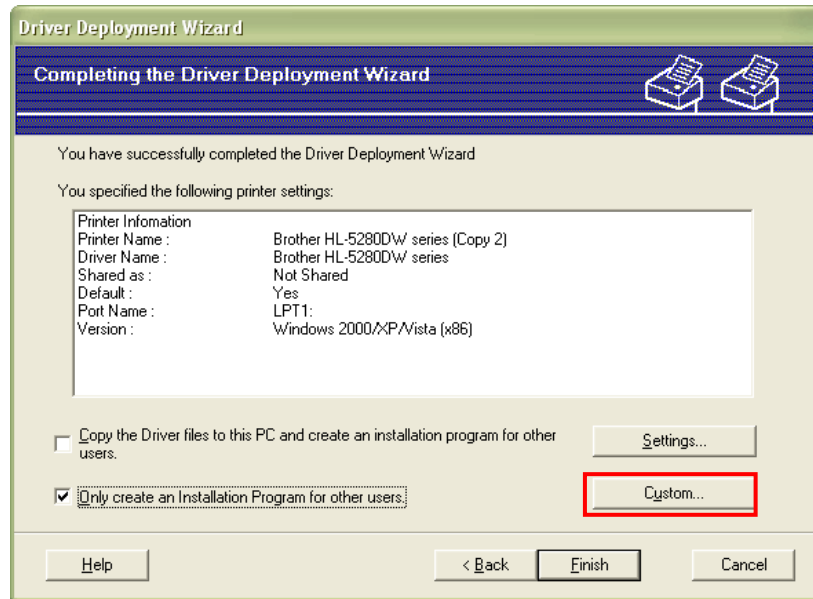 Driver Deployment Wizard
Completing the Driver Deployment Wizard
You have successfully completed the Driver Deployment Wizard
You specified the following printer settings:
Printer Infomation
Printer Name : Brother HL-5280DW series (Copy 2)
Driver Name : Brother HL-5280DW series
Shared as : Not Shared
Default : Yes
Port Name : LPT1:
Version : Windows 2000/XP/Vista (x86)
Copy the Driver files to this PC and create an installation program for other
users.
Settings...
Only create an Installation Program for other users.
Custom...
Help
< Back
Finish
Cancel